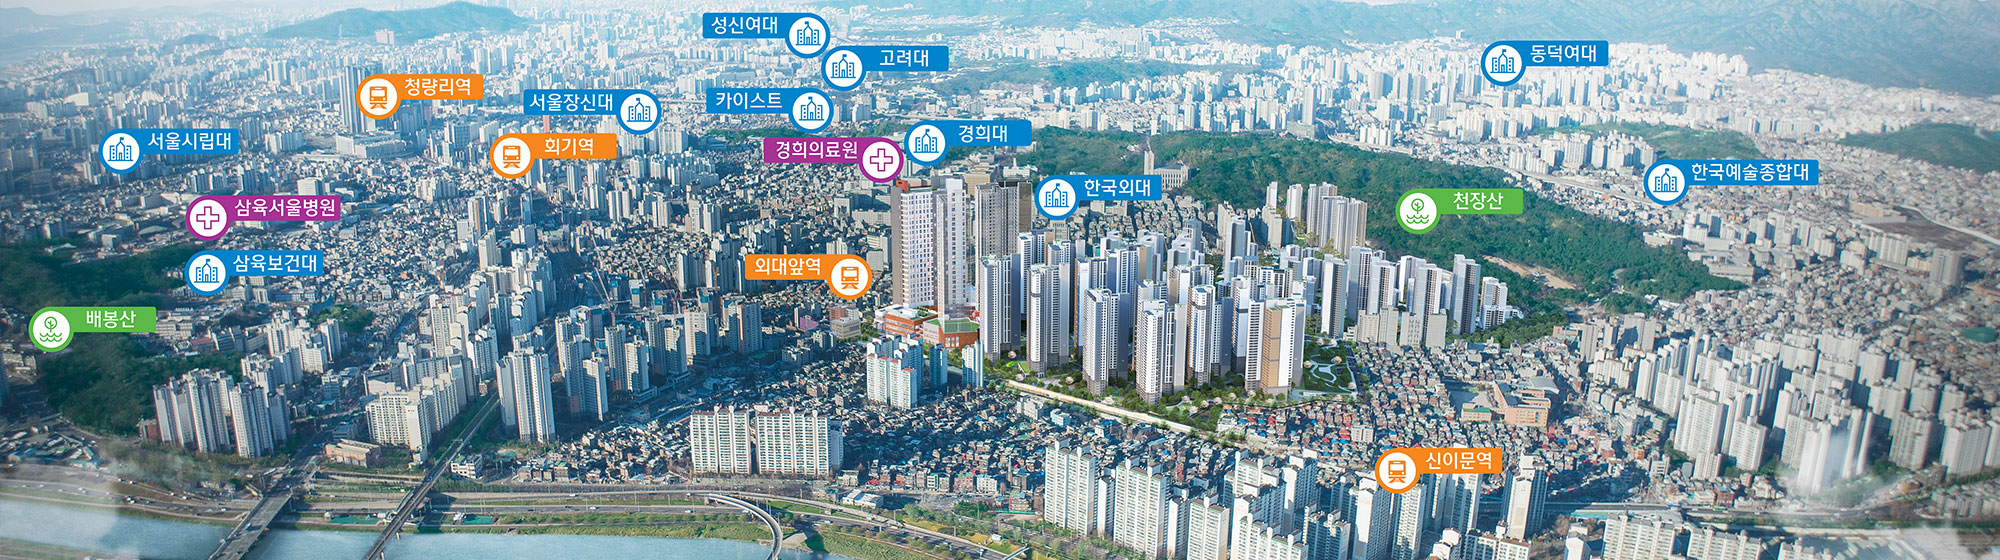 성신여대
고려대
동덕여대
청량리역
서울장신대
카이스트
서울시립대
회기역
경희의료원
경희대
한국외대
한국예술종합대
천장산
삼육서울병원
삼육보건대
외대앞역
배봉산
신이문역